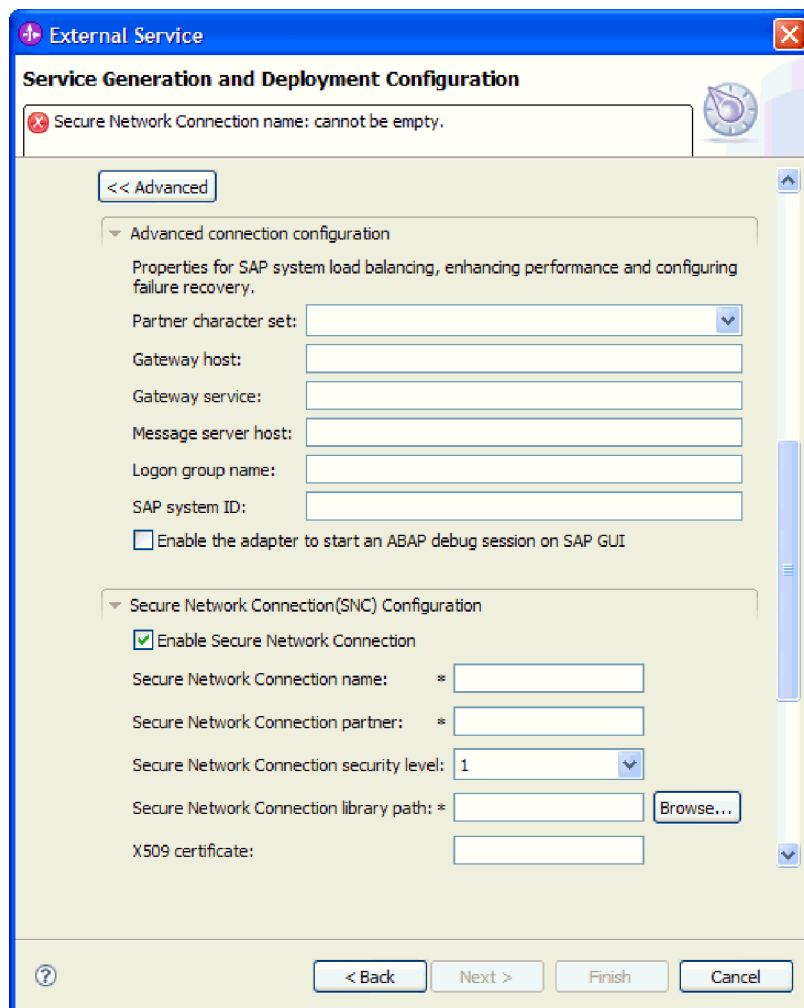 External Service
Service Generation and Deployment Configuration
Secure Network Connection name: cannot be empty.
<< Advanced
Advanced connection configuration
Properties for SAP system load balancing, enhancing performance and configuring
failure recovery.
Partner character set:
Gateway host:
Gateway service:
Message server host:
Logon group name:
SAP system ID:
Enable the adapter to start an ABAP debug session on SAP GUI
Secure Network Connection(SNC) Configuration
Enable Secure Network Connection
Secure Network Connection name: *
Secure Network Connection partner: *
Secure Network Connection security level: 1
Secure Network Connection library path: * Browse...
X509 certificate:
? < Back Next > Finish Cancel